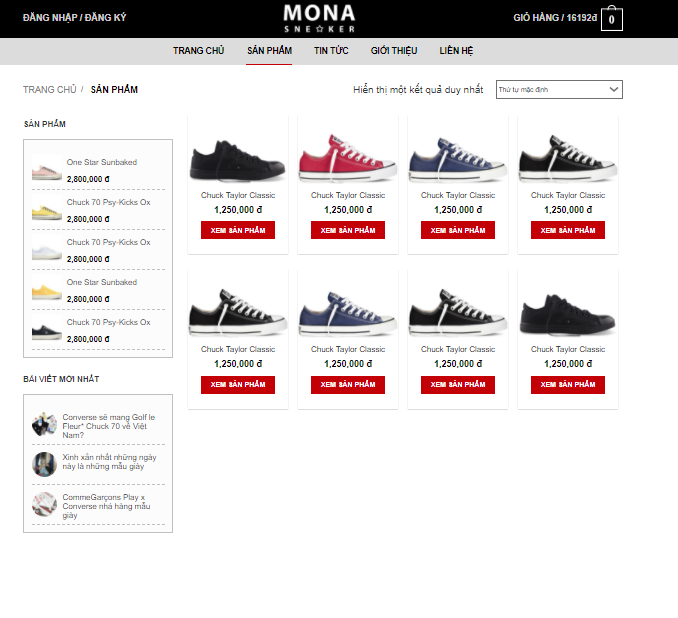 ĐĂNG NHẬP / ĐĂNG KÝ
MONA
SNE☆KER
GIỎ HÀNG / 16192đ 0
TRANG CHỦ SẢN PHẨM TIN TỨC GIỚI THIỆU LIÊN HỆ
TRANG CHỦ / SẢN PHẨM
Hiển thị một kết quả duy nhất
Thứ tự mặc định
SẢN PHẨM
One Star Sunbaked
2,800,000 đ
Chuck 70 Psy-Kicks Ox
2,800,000 đ
Chuck 70 Psy-Kicks Ox
2,800,000 đ
One Star Sunbaked
2,800,000 đ
Chuck 70 Psy-Kicks Ox
2,800,000 đ
BÀI VIẾT MỚI NHẤT
Converse sẽ mang Golf le
Fleur* Chuck 70 về Việt
Nam?
Xinh xắn nhất những ngày
này là những mẫu giày
CommeGarçons Play x
Converse nhá hàng mẫu
giày
Chuck Taylor Classic Chuck Taylor Classic Chuck Taylor Classic Chuck Taylor Classic
1,250,000 đ 1,250,000 đ 1,250,000 đ 1,250,000 đ
XEM SẢN PHẨM XEM SẢN PHẨM XEM SẢN PHẨM XEM SẢN PHẨM
Chuck Taylor Classic Chuck Taylor Classic Chuck Taylor Classic Chuck Taylor Classic
1,250,000 đ 1,250,000 đ 1,250,000 đ 1,250,000 đ
XEM SẢN PHẨM XEM SẢN PHẨM XEM SẢN PHẨM XEM SẢN PHẨM